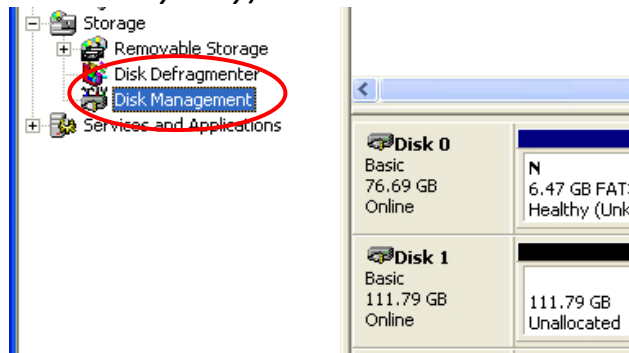 Storage
Removable Storage
Disk Defragmenter
Disk Management
Services and Applications
Disk 0
Basic
76.69 GB
Online
N
6.47 GB FAT
Healthy (Unk
Disk 1
Basic
111.79 GB
Online
111.79 GB
Unallocated